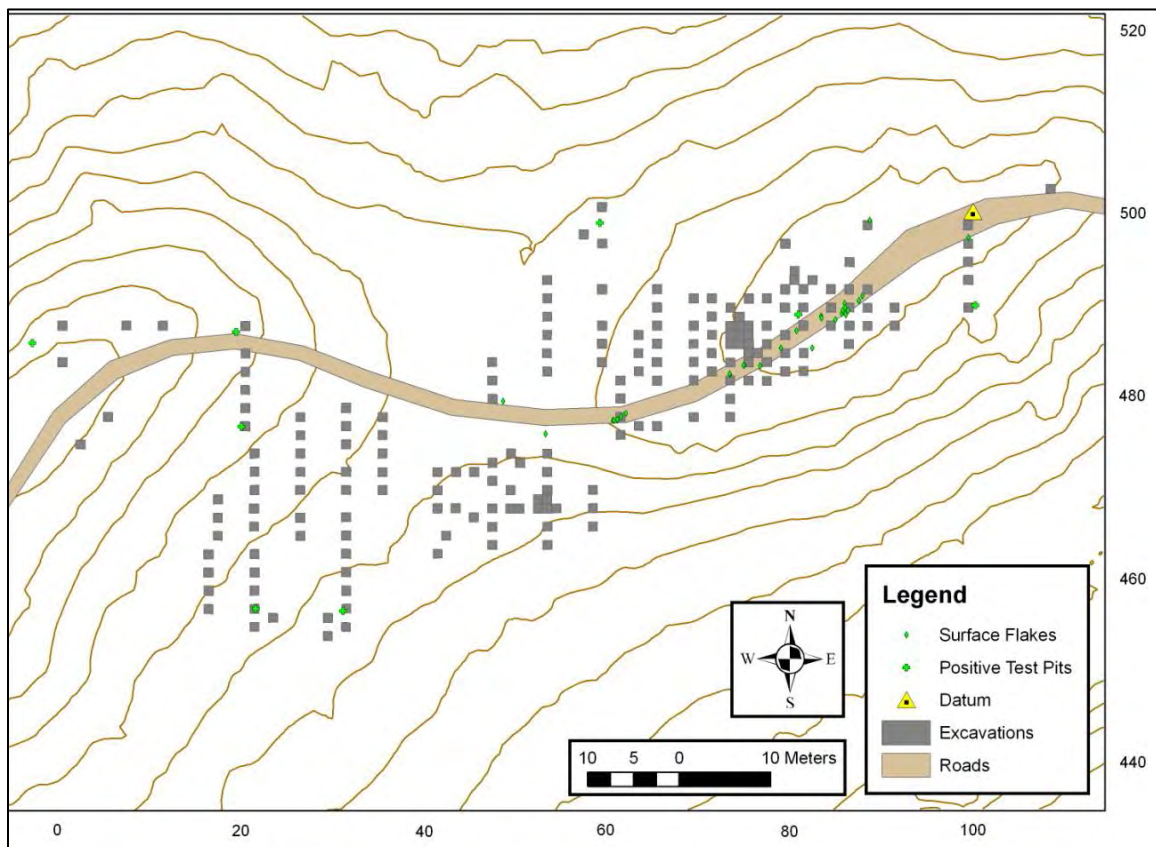 520
500
480
460
440
0 20 40 60 80 100
N
W E
S
10 5 0 10 Meters
Legend
Surface Flakes
Positive Test Pits
Datum
Excavations
Roads